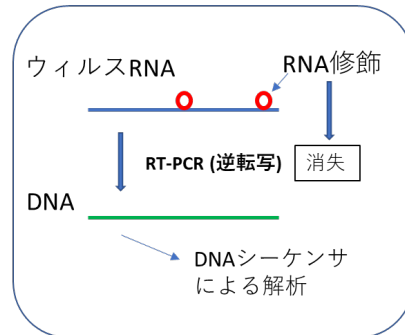 ウィルスRNA
RNA修飾
RT-PCR (逆転写)
消失
DNA
DNAシーケンサ
による解析